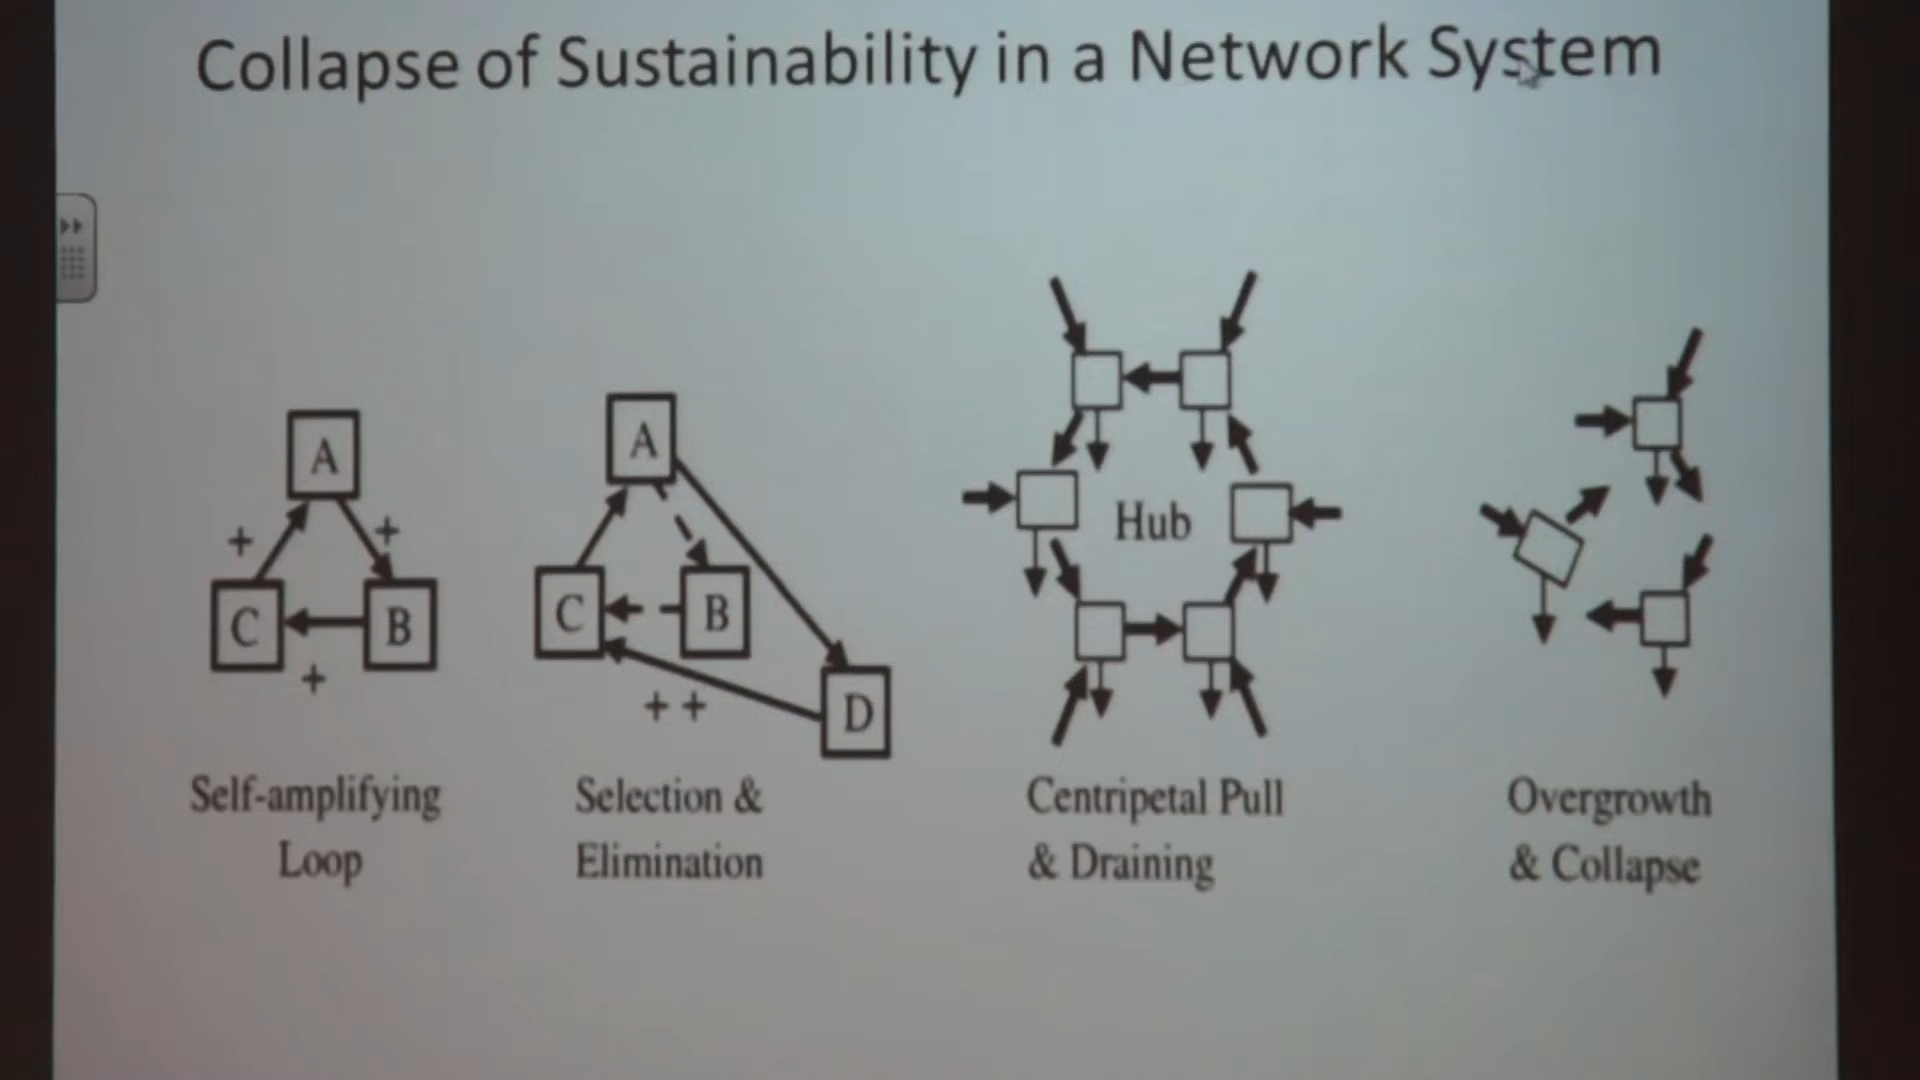 Collapse of Sustainability in a Network System
A
+
+
C
B
+
Self-amplifying
Loop
A
C
B
++
D
Selection &
Elimination
Hub
Centripetal Pull
& Draining
Overgrowth
& Collapse